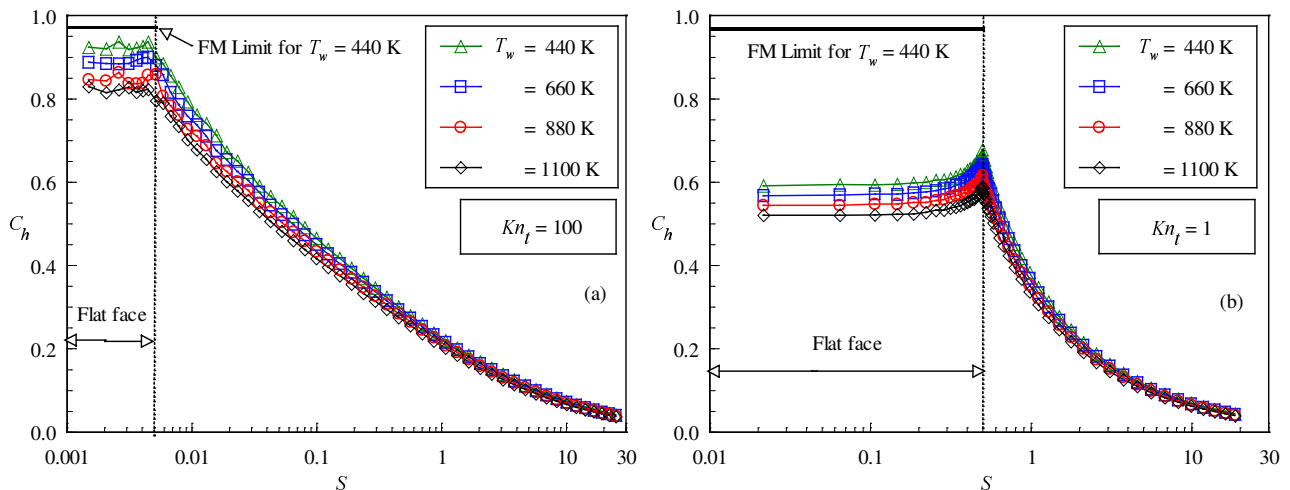 1.0
0.8
0.6
0.4
0.2
0.0
C_h
0.001
0.01
0.1
1
10
30
S
FM Limit for T_w = 440 K
T_w = 440 K
= 660 K
= 880 K
= 1100 K
Kn_t = 100
(a)
Flat face
1.0
0.8
0.6
0.4
0.2
0.0
C_h
0.01
0.1
1
10
30
S
FM Limit for T_w = 440 K
T_w = 440 K
= 660 K
= 880 K
= 1100 K
Kn_t = 1
(b)
Flat face